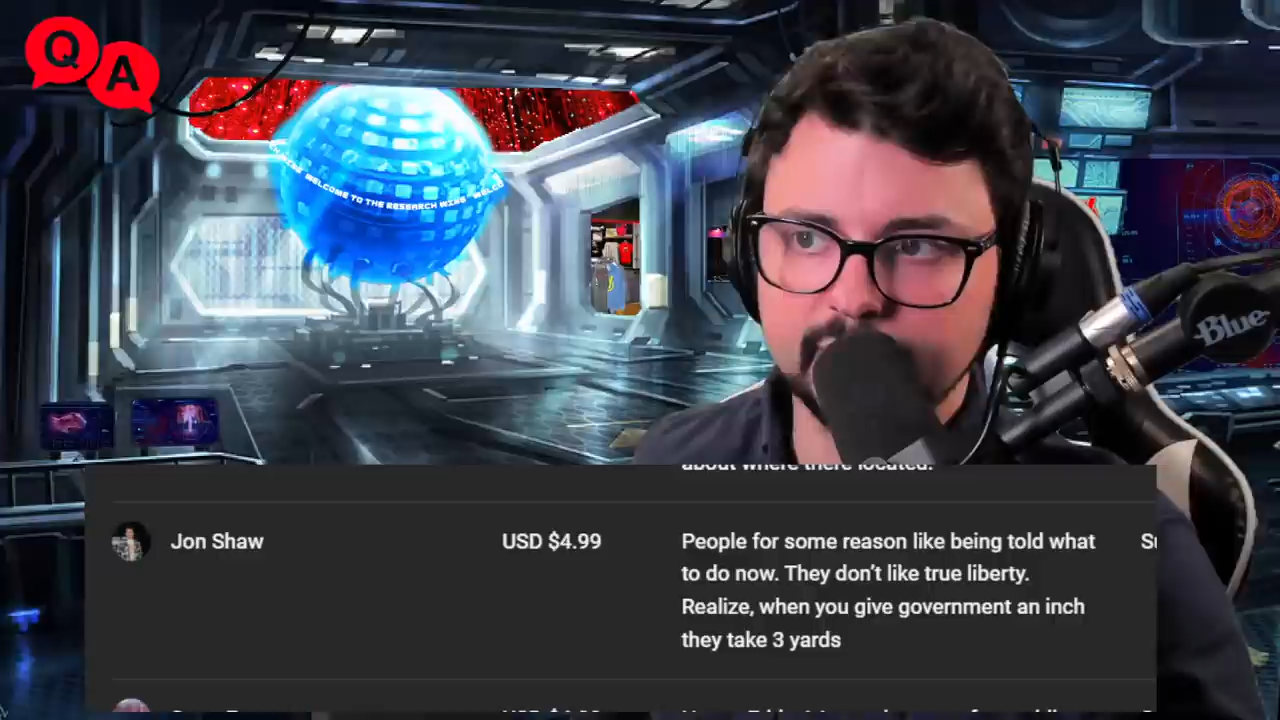 Q A
WELCOME TO THE RESEARCH WING
Blue
about where there located.
Jon Shaw
USD $4.99
People for some reason like being told what
to do now. They don’t like true liberty.
Realize, when you give government an inch
they take 3 yards